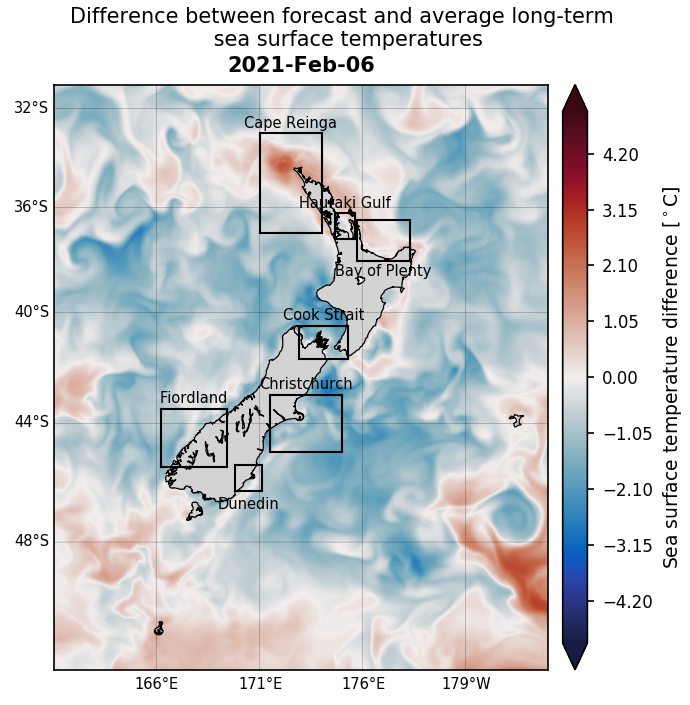 Difference between forecast and average long-term
sea surface temperatures
2021-Feb-06
32°S
36°S
40°S
44°S
48°S
166°E
171°E
176°E
179°W
Cape Reinga
Hauraki Gulf
Bay of Plenty
Cook Strait
Christchurch
Fiordland
Dunedin
4.20
3.15
2.10
1.05
0.00
−1.05
−2.10
−3.15
−4.20
Sea surface temperature difference [°C]